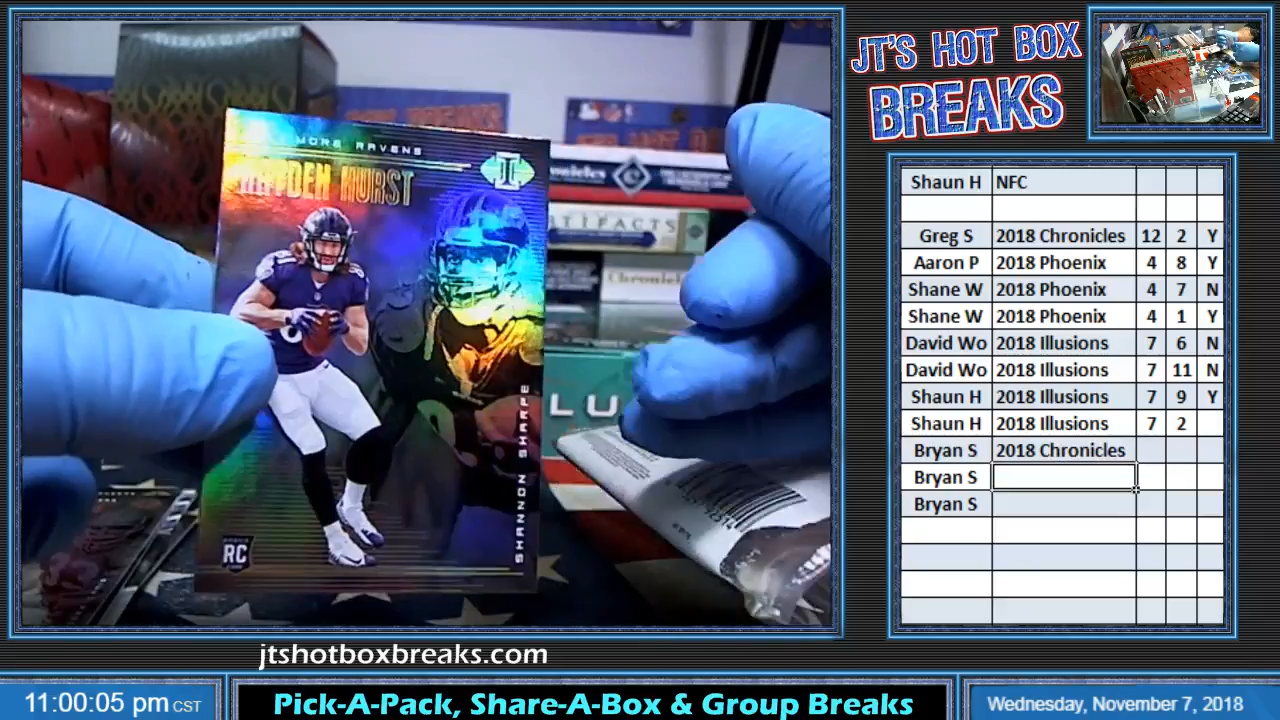 MORE RAVENS
HAYDEN HURST
SHANNON SHARPE
RC
ARTIFACTS
LU
JT'S HOT BOX
BREAKS
Shaun H NFC
Greg S 2018 Chronicles 12 2 Y
Aaron P 2018 Phoenix 4 8 Y
Shane W 2018 Phoenix 4 7 N
Shane W 2018 Phoenix 4 1 Y
David Wo 2018 Illusions 7 6 N
David Wo 2018 Illusions 7 11 N
Shaun H 2018 Illusions 7 9 Y
Shaun H 2018 Illusions 7 2
Bryan S 2018 Chronicles
Bryan S
Bryan S
jtshotboxbreaks.com
11:00:05 pm CST
Pick-A-Pack, Share-A-Box & Group Breaks
Wednesday, November 7, 2018